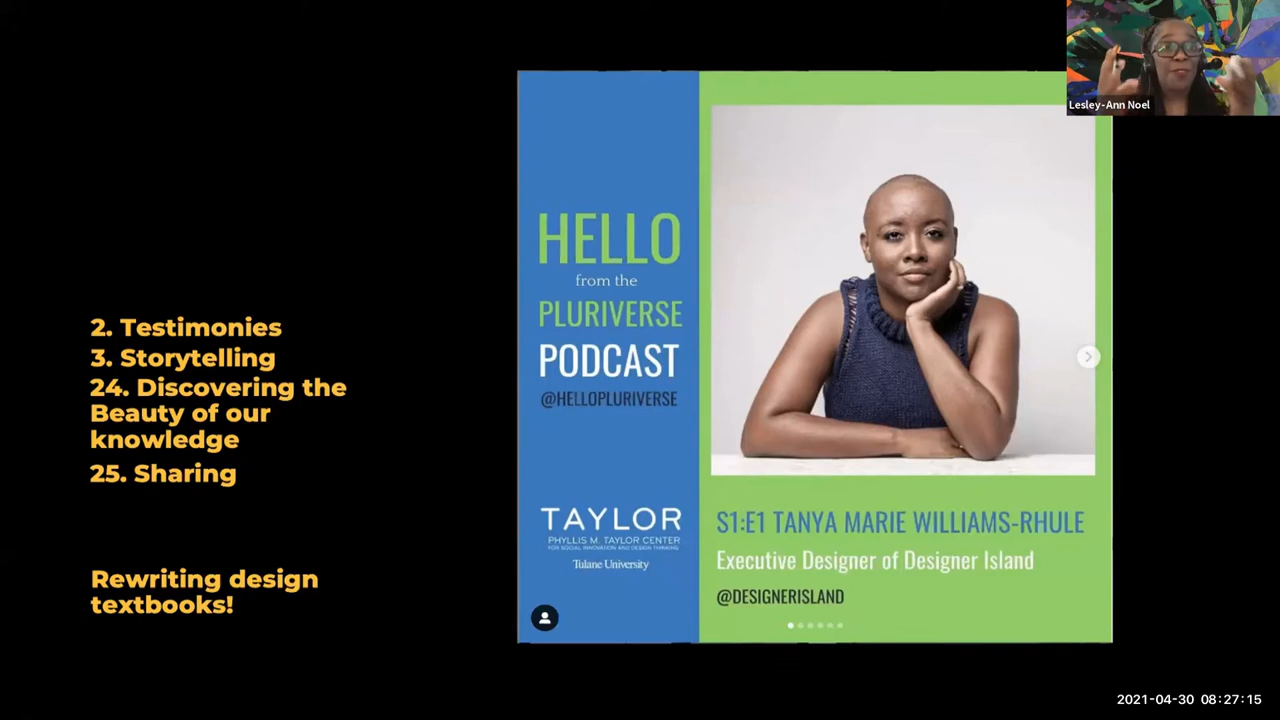 Lesley-Ann Noel
2. Testimonies
3. Storytelling
24. Discovering the
Beauty of our
knowledge
25. Sharing
Rewriting design
textbooks!
HELLO
from the
PLURIVERSE
PODCAST
@HELLOPLURIVERSE
TAYLOR
PHYLLIS M. TAYLOR CENTER
FOR SOCIAL INNOVATION AND DESIGN THINKING
Tulane University
S1:E1 TANYA MARIE WILLIAMS-RHULE
Executive Designer of Designer Island
@DESIGNERISLAND
2021-04-30 08:27:15